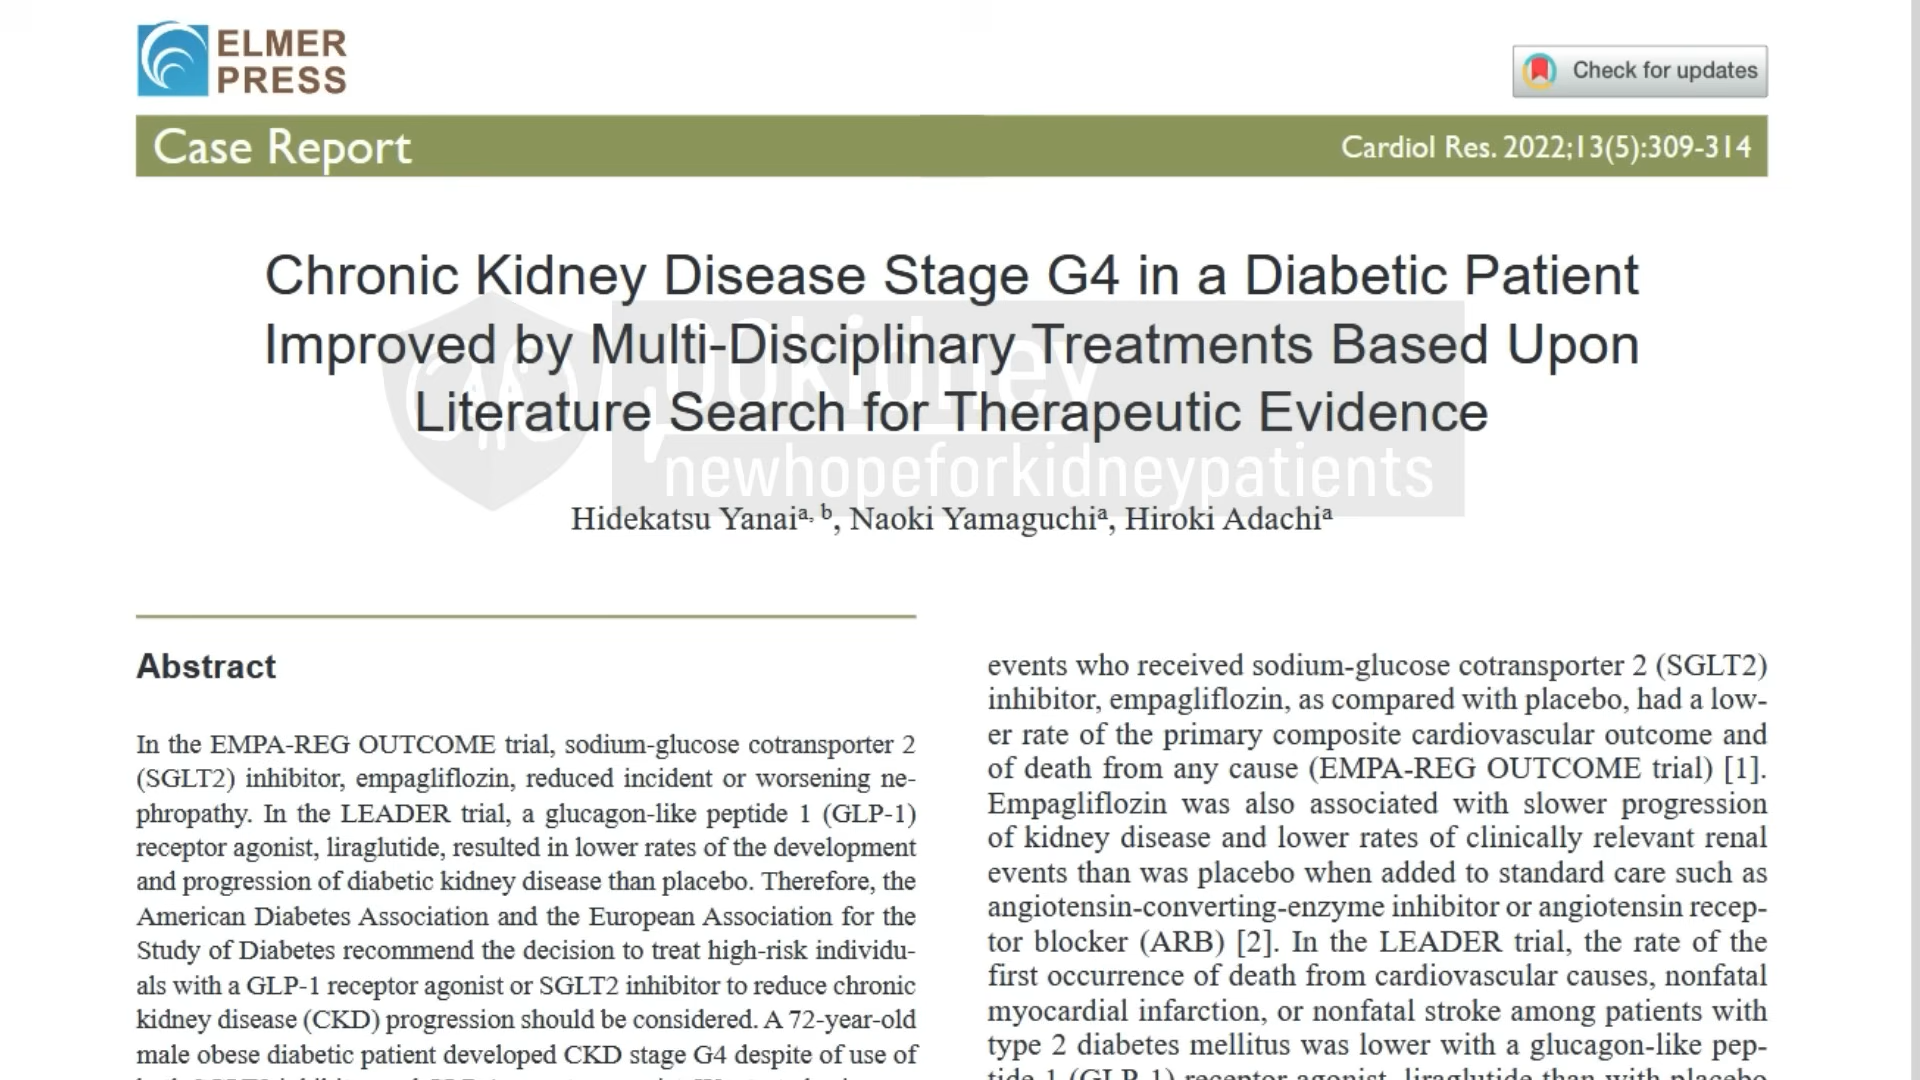 ELMER
PRESS
Check for updates
Case Report
Cardiol Res. 2022;13(5):309-314
Chronic Kidney Disease Stage G4 in a Diabetic Patient
Improved by Multi-Disciplinary Treatments Based Upon
Literature Search for Therapeutic Evidence
newhopeforkidneypatients
Hidekatsu Yanaiᵃ, ᵇ, Naoki Yamaguchiᵃ, Hiroki Adachiᵃ
Abstract
In the EMPA-REG OUTCOME trial, sodium-glucose cotransporter 2
(SGLT2) inhibitor, empagliflozin, reduced incident or worsening ne-
phropathy. In the LEADER trial, a glucagon-like peptide 1 (GLP-1)
receptor agonist, liraglutide, resulted in lower rates of the development
and progression of diabetic kidney disease than placebo. Therefore, the
American Diabetes Association and the European Association for the
Study of Diabetes recommend the decision to treat high-risk individu-
als with a GLP-1 receptor agonist or SGLT2 inhibitor to reduce chronic
kidney disease (CKD) progression should be considered. A 72-year-old
male obese diabetic patient developed CKD stage G4 despite of use of
events who received sodium-glucose cotransporter 2 (SGLT2)
inhibitor, empagliflozin, as compared with placebo, had a low-
er rate of the primary composite cardiovascular outcome and
of death from any cause (EMPA-REG OUTCOME trial) [1].
Empagliflozin was also associated with slower progression
of kidney disease and lower rates of clinically relevant renal
events than was placebo when added to standard care such as
angiotensin-converting-enzyme inhibitor or angiotensin recep-
tor blocker (ARB) [2]. In the LEADER trial, the rate of the
first occurrence of death from cardiovascular causes, nonfatal
myocardial infarction, or nonfatal stroke among patients with
type 2 diabetes mellitus was lower with a glucagon-like pep-
tide 1 (GLP-1) receptor agonist, liraglutide than with placebo